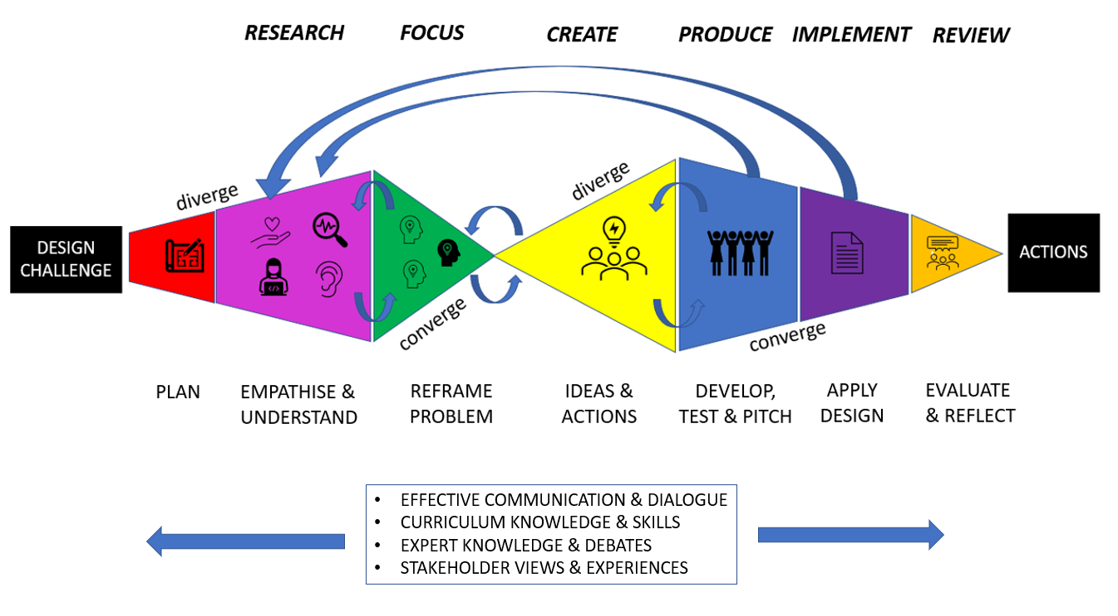 RESEARCH FOCUS CREATE PRODUCE IMPLEMENT REVIEW
diverge
diverge
DESIGN
CHALLENGE
ACTIONS
converge
converge
PLAN
EMPATHISE &
UNDERSTAND
REFRAME
PROBLEM
IDEAS &
ACTIONS
DEVELOP,
TEST & PITCH
APPLY
DESIGN
EVALUATE
& REFLECT
• EFFECTIVE COMMUNICATION & DIALOGUE
• CURRICULUM KNOWLEDGE & SKILLS
• EXPERT KNOWLEDGE & DEBATES
• STAKEHOLDER VIEWS & EXPERIENCES